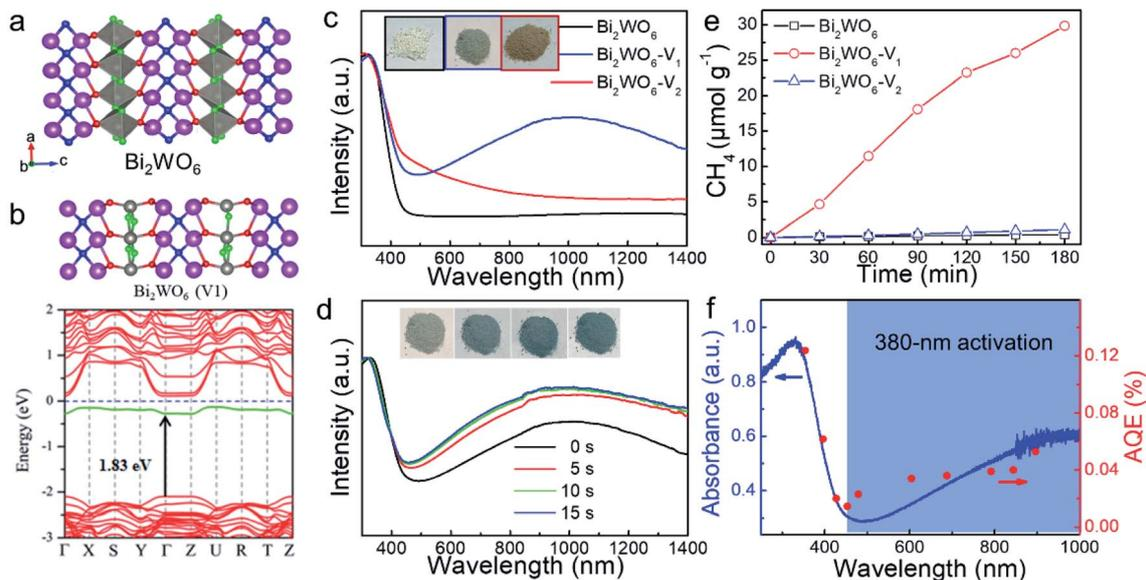 a
a
b
c
Bi₂WO₆
b
Bi₂WO₆ (V1)
2
1
0
-1
-2
-3
Energy (eV)
1.83 eV
Γ X S Y Γ Z U R T Z
c
Bi₂WO₆
Bi₂WO₆-V₁
Bi₂WO₆-V₂
Intensity (a.u.)
400 600 800 1000 1200 1400
Wavelength (nm)
d
0 s
5 s
10 s
15 s
Intensity (a.u.)
400 600 800 1000 1200 1400
Wavelength (nm)
e
Bi₂WO
Bi₂WO₆-V₁
Bi₂WO₆-V₂
CH₄ (µmol g⁻¹)
30
25
20
15
10
5
0
0 30 60 90 120 150 180
Time (min)
f
380-nm activation
Absorbance (a.u.)
1.0
0.8
0.6
0.4
AQE (%)
0.12
0.08
0.04
0.00
400 600 800 1000
Wavelength (nm)